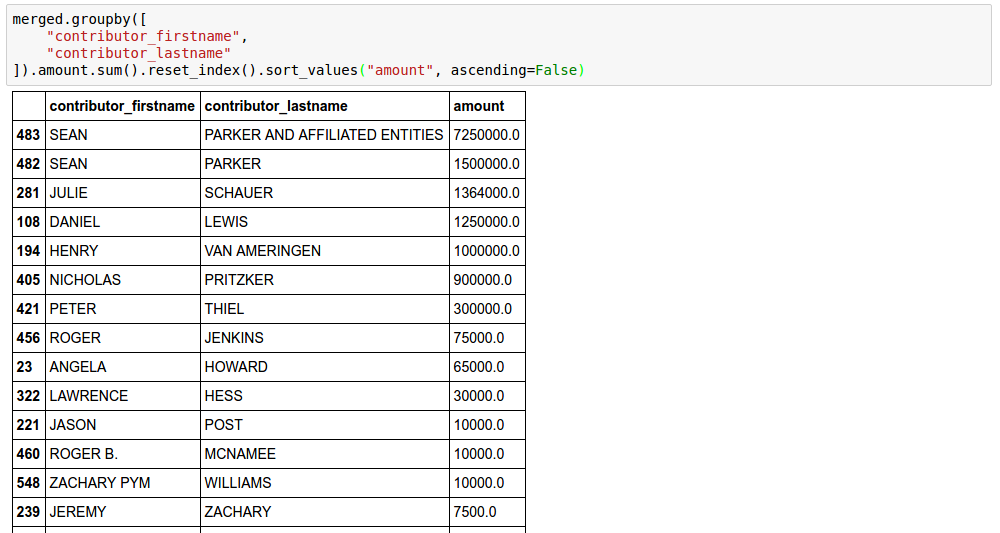 merged.groupby([
    "contributor_firstname",
    "contributor_lastname"
]).amount.sum().reset_index().sort_values("amount", ascending=False)
contributor_firstname contributor_lastname amount
483 SEAN PARKER AND AFFILIATED ENTITIES 7250000.0
482 SEAN PARKER 1500000.0
281 JULIE SCHAUER 1364000.0
108 DANIEL LEWIS 1250000.0
194 HENRY VAN AMERINGEN 1000000.0
405 NICHOLAS PRITZKER 900000.0
421 PETER THIEL 300000.0
456 ROGER JENKINS 75000.0
23 ANGELA HOWARD 65000.0
322 LAWRENCE HESS 30000.0
221 JASON POST 10000.0
460 ROGER B. MCNAMEE 10000.0
548 ZACHARY PYM WILLIAMS 10000.0
239 JEREMY ZACHARY 7500.0